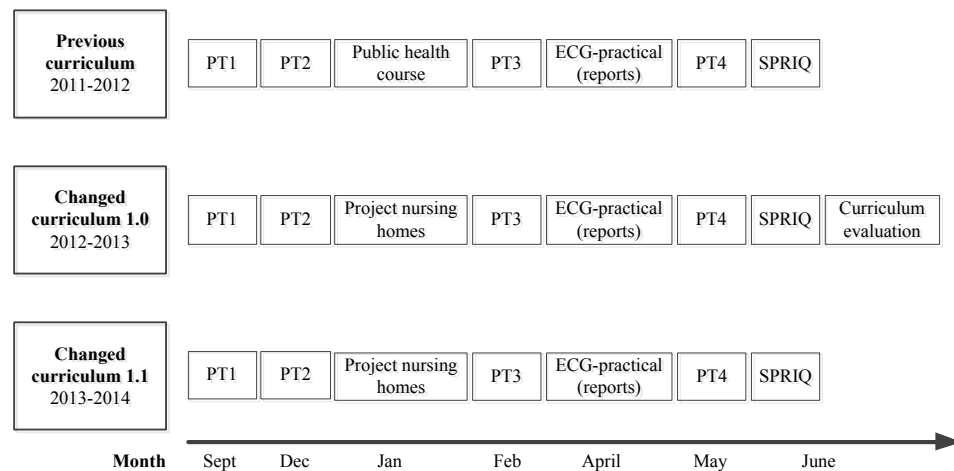 Previous
curriculum
2011-2012
PT1
PT2
Public health
course
PT3
ECG-practical
(reports)
PT4
SPRIQ
Changed
curriculum 1.0
2012-2013
PT1
PT2
Project nursing
homes
PT3
ECG-practical
(reports)
PT4
SPRIQ
Curriculum
evaluation
Changed
curriculum 1.1
2013-2014
PT1
PT2
Project nursing
homes
PT3
ECG-practical
(reports)
PT4
SPRIQ
Month Sept Dec Jan Feb April May June